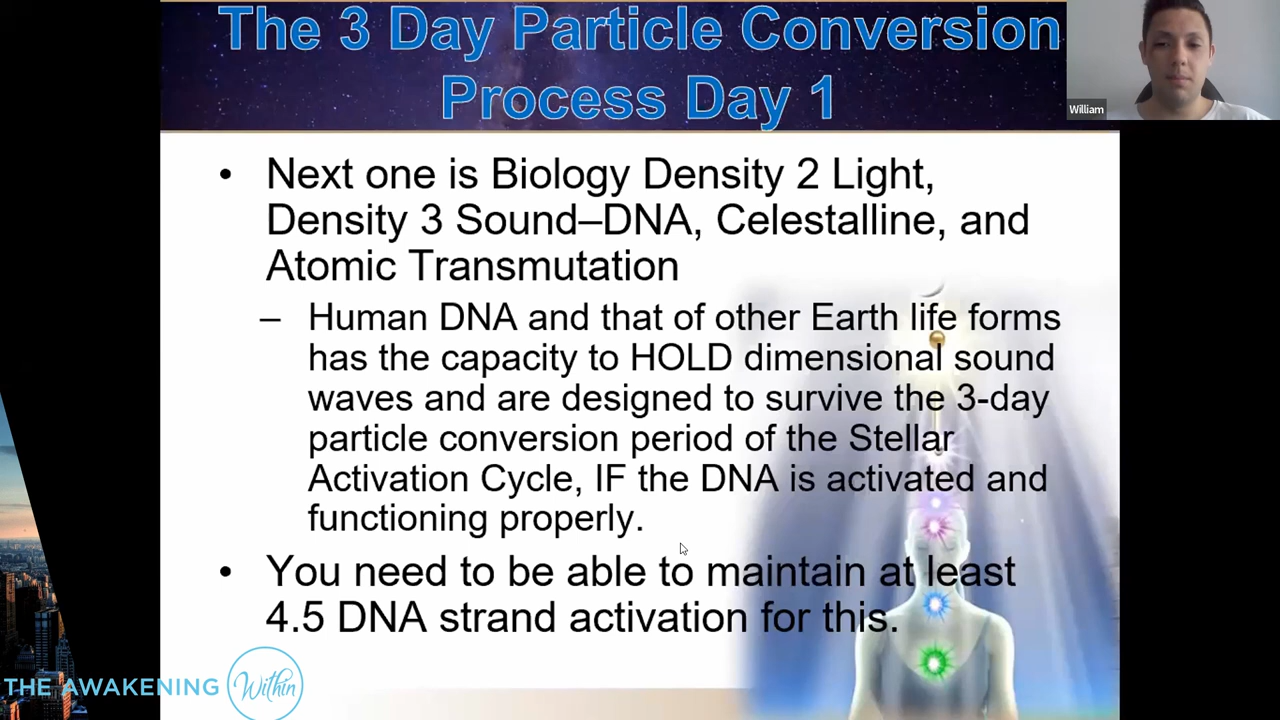 The 3 Day Particle Conversion
Process Day 1
William
• Next one is Biology Density 2 Light,
Density 3 Sound–DNA, Celestalline, and
Atomic Transmutation
– Human DNA and that of other Earth life forms
has the capacity to HOLD dimensional sound
waves and are designed to survive the 3-day
particle conversion period of the Stellar
Activation Cycle, IF the DNA is activated and
functioning properly.
• You need to be able to maintain at least
4.5 DNA strand activation for this.
THE AWAKENING Within